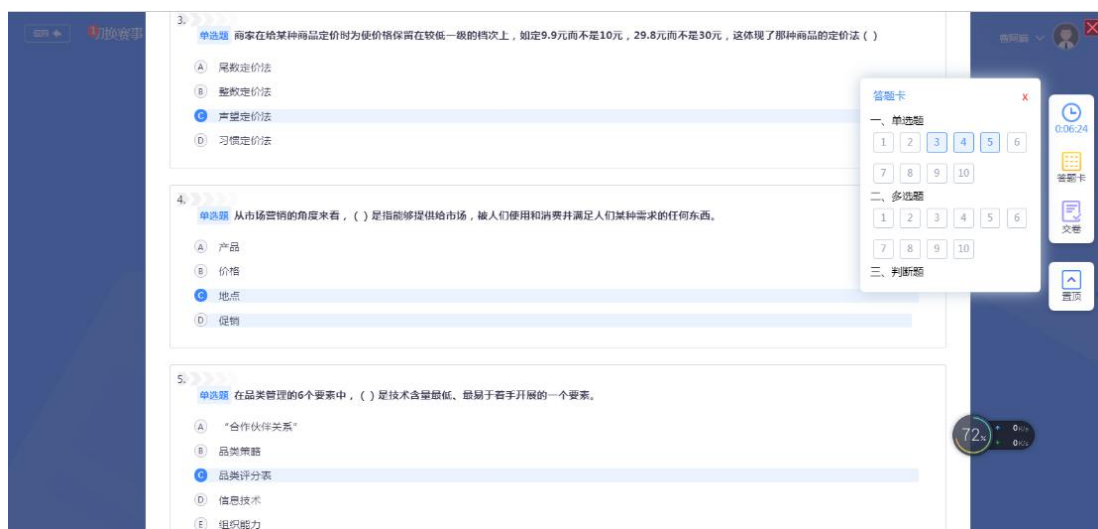 切换赛事
3.
单选题 商家在给某种商品定价时为使价格保留在较低一级的档次上，如定9.9元而不是10元，29.8元而不是30元，这体现了那种商品的定价法 ( )
A 尾数定价法
B 整数定价法
C 声望定价法
D 习惯定价法
4.
单选题 从市场营销的角度来看，( ) 是指能够提供给市场，被人们使用和消费并满足人们某种需求的任何东西。
A 产品
B 价格
C 地点
D 促销
5.
单选题 在品类管理的6个要素中，( ) 是技术含量最低、最易于着手开展的一个要素。
A “合作伙伴关系”
B 品类策略
C 品类评分表
D 信息技术
E 组织能力
答题卡 x
一、单选题
1 2 3 4 5 6
7 8 9 10
二、多选题
1 2 3 4 5 6
7 8 9 10
三、判断题
0:06:24
答题卡
交卷
置顶
72%
0K/s
0K/s